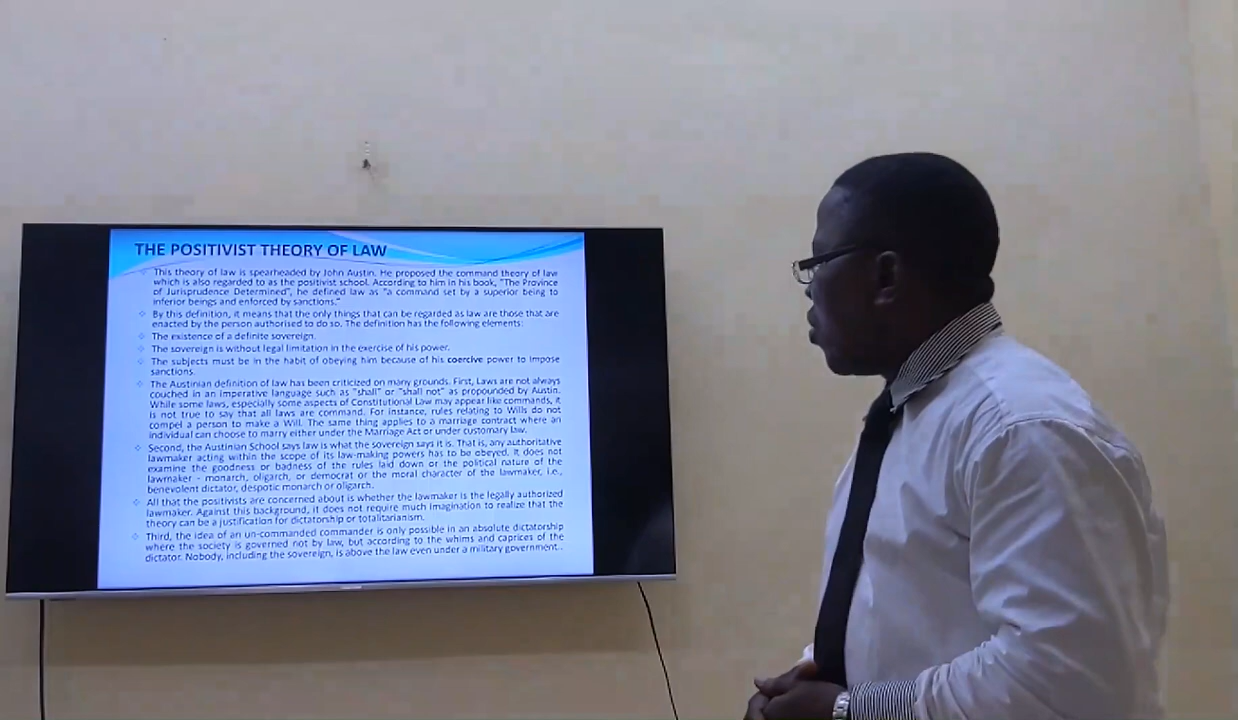 THE POSITIVIST THEORY OF LAW
This theory of law is spearheaded by John Austin. He proposed the command theory of law
which is also regarded to as the positivist school. According to him in his book, "The Province
of Jurisprudence Determined", he defined law as "a command set by a superior being to
inferior beings and enforced by sanctions."
By this definition, it means that the only things that can be regarded as law are those that are
enacted by the person authorised to do so. The definition has the following elements:
The existence of a definite sovereign.
The sovereign is without legal limitation in the exercise of his power.
The subjects must be in the habit of obeying him because of his coercive power to impose
sanctions.
The Austinian definition of law has been criticized on many grounds. First, Laws are not always
couched in an imperative language such as "shall" or "shall not" as propounded by Austin.
While some laws, especially some aspects of Constitutional Law may appear like commands, it
is not true to say that all laws are command. For instance, rules relating to Wills do not
compel a person to make a Will. The same thing applies to a marriage contract where an
individual can choose to marry either under the Marriage Act or under customary law.
Second, the Austinian School says law is what the sovereign says it is. That is, any authoritative
lawmaker acting within the scope of its law-making powers has to be obeyed. It does not
examine the goodness or badness of the rules laid down or the political nature of the
lawmaker - monarch, oligarch, or democrat or the moral character of the lawmaker, i.e.,
benevolent dictator, despotic monarch or oligarch.
All that the positivists are concerned about is whether the lawmaker is the legally authorized
lawmaker. Against this background, it does not require much imagination to realize that the
theory can be a justification for dictatorship or totalitarianism.
Third, the idea of an un-commanded commander is only possible in an absolute dictatorship
where the society is governed not by law, but according to the whims and caprices of the
dictator. Nobody, including the sovereign, is above the law even under a military government..